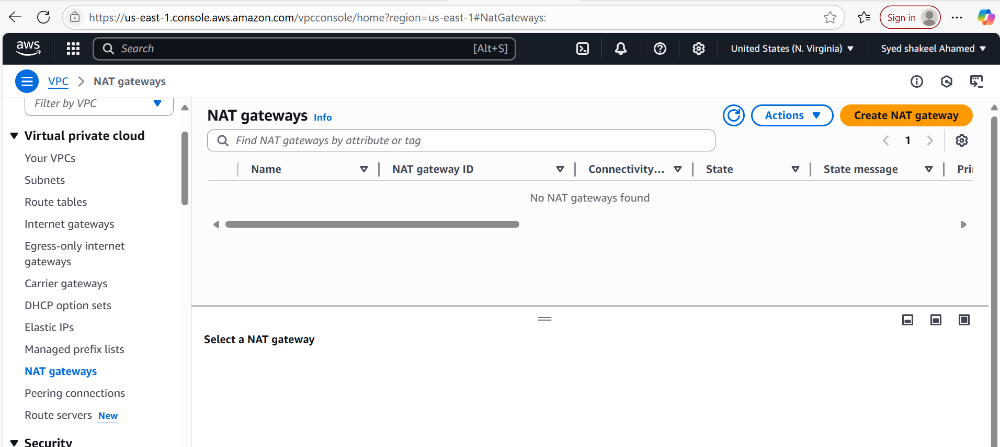 https://us-east-1.console.aws.amazon.com/vpcconsole/home?region=us-east-1#NatGateways:
Sign in
aws
Search
[Alt+S]
United States (N. Virginia)
Syed shakeel Ahamed
VPC
NAT gateways
Filter by VPC
Virtual private cloud
Your VPCs
Subnets
Route tables
Internet gateways
Egress-only internet
gateways
Carrier gateways
DHCP option sets
Elastic IPs
Managed prefix lists
NAT gateways
Peering connections
Route servers New
Security
NAT gateways Info
Actions
Create NAT gateway
Find NAT gateways by attribute or tag
1
Name
NAT gateway ID
Connectivity...
State
State message
Pri
No NAT gateways found
Select a NAT gateway